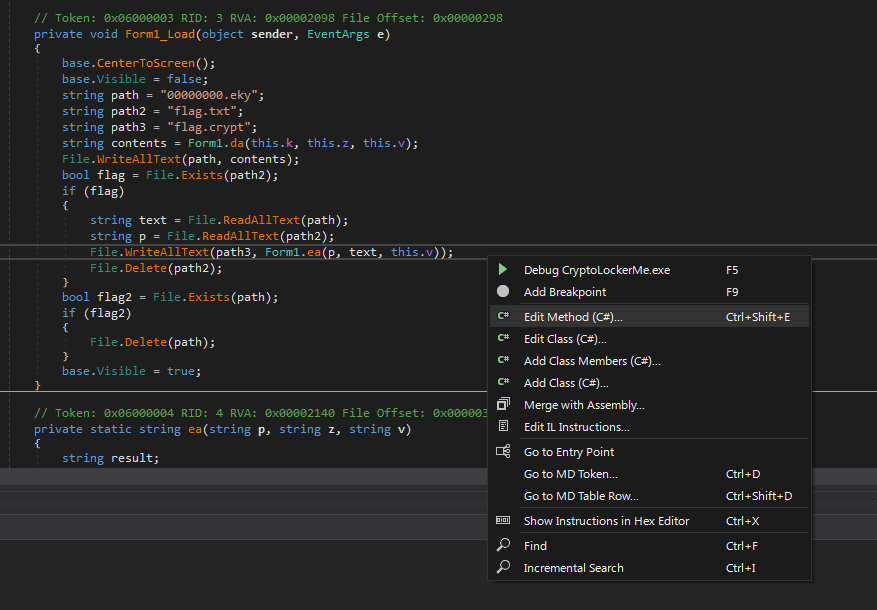 // Token: 0x06000003 RID: 3 RVA: 0x00002098 File Offset: 0x00000298
private void Form1_Load(object sender, EventArgs e)
{
base.CenterToScreen();
base.Visible = false;
string path = "00000000.eky";
string path2 = "flag.txt";
string path3 = "flag.crypt";
string contents = Form1.da(this.k, this.z, this.v);
File.WriteAllText(path, contents);
bool flag = File.Exists(path2);
if (flag)
{
string text = File.ReadAllText(path);
string p = File.ReadAllText(path2);
File.WriteAllText(path3, Form1.ea(p, text, this.v));
File.Delete(path2);
}
bool flag2 = File.Exists(path);
if (flag2)
{
File.Delete(path);
}
base.Visible = true;
}
// Token: 0x06000004 RID: 4 RVA: 0x00002140 File Offset: 0x000003
private static string ea(string p, string z, string v)
{
string result;
Debug CryptoLockerMe.exe F5
Add Breakpoint F9
C# Edit Method (C#)... Ctrl+Shift+E
C# Edit Class (C#)...
C# Add Class Members (C#)...
C# Add Class (C#)...
Merge with Assembly...
Edit IL Instructions...
Go to Entry Point
Go to MD Token... Ctrl+D
Go to MD Table Row... Ctrl+Shift+D
Show Instructions in Hex Editor Ctrl+X
Find Ctrl+F
Incremental Search Ctrl+I